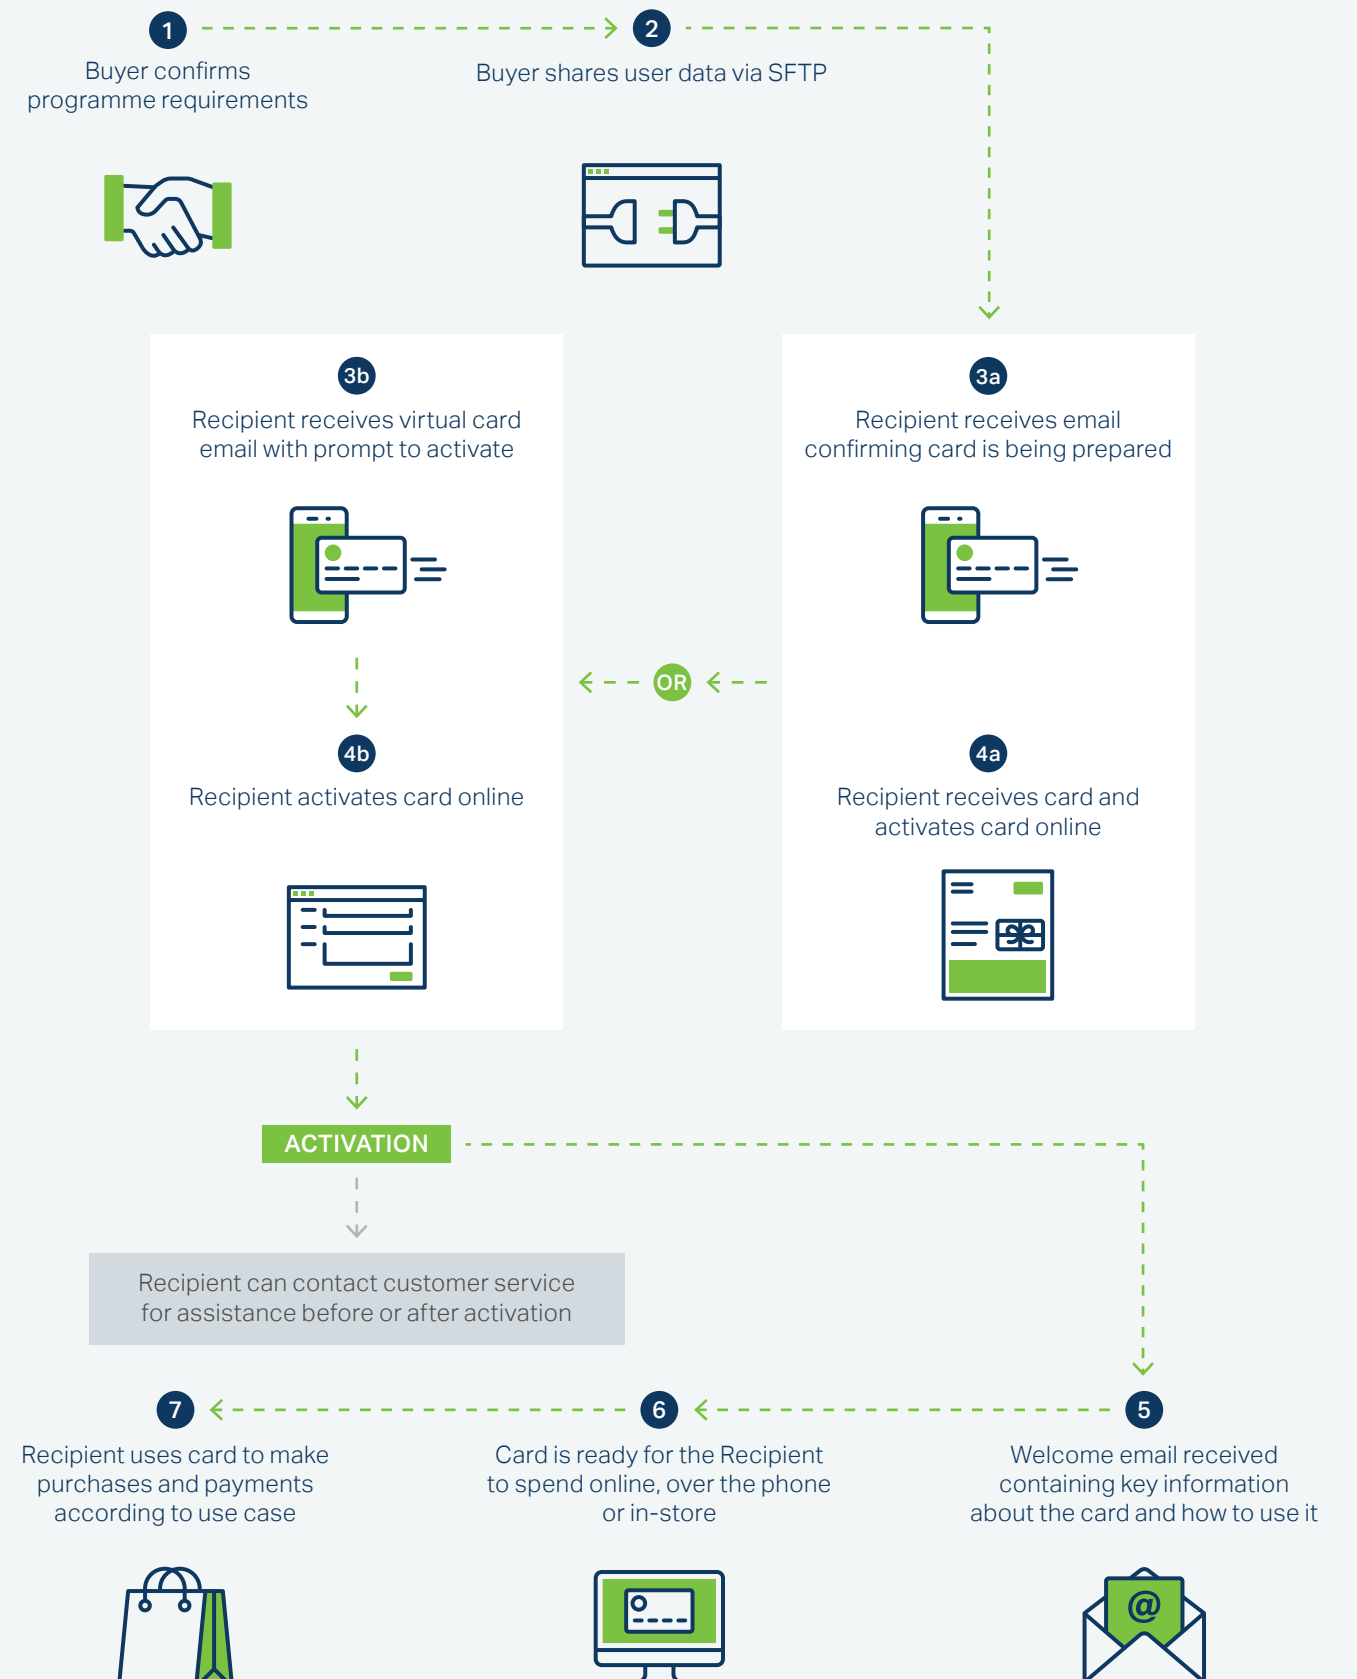 1
Buyer confirms
programme requirements
2
Buyer shares user data via SFTP
3a
Recipient receives email
confirming card is being prepared
4a
Recipient receives card and
activates card online
OR
3b
Recipient receives virtual card
email with prompt to activate
4b
Recipient activates card online
ACTIVATION
Recipient can contact customer service
for assistance before or after activation
5
Welcome email received
containing key information
about the card and how to use it
@
6
Card is ready for the Recipient
to spend online, over the phone
or in-store
7
Recipient uses card to make
purchases and payments
according to use case